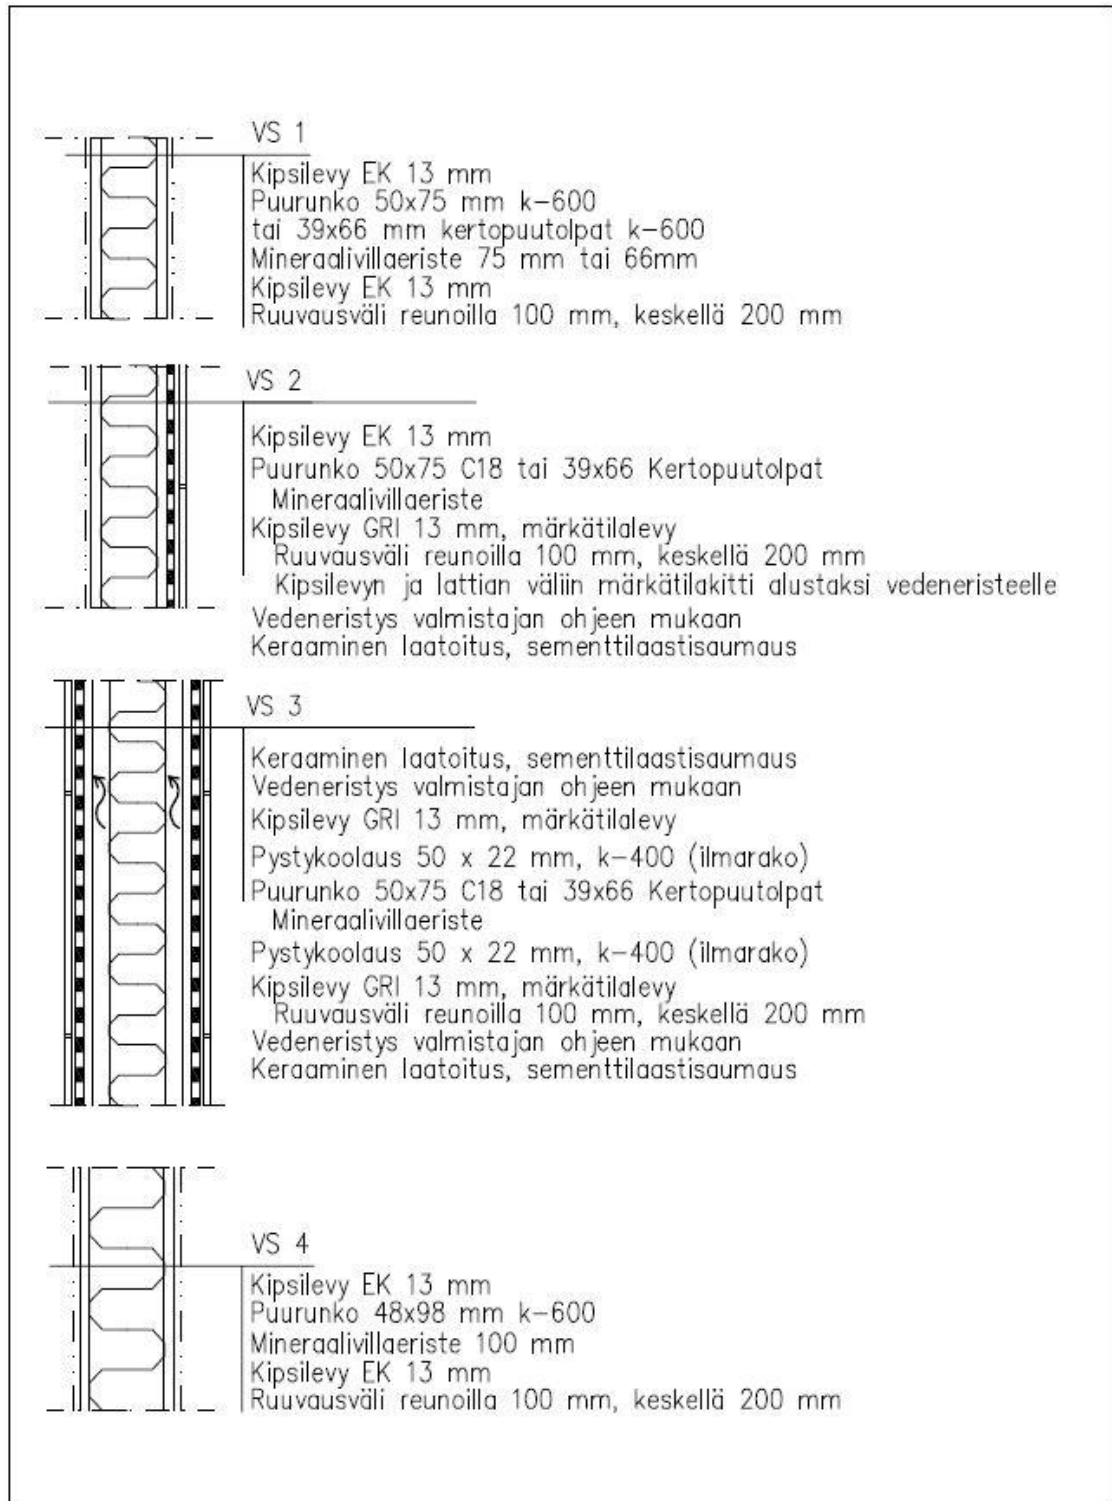 VS 1
Kipsilevy EK 13 mm
Puurunko 50x75 mm k-600
tai 39x66 mm kertopuutolpat k-600
Mineraalivillaeriste 75 mm tai 66mm
Kipsilevy EK 13 mm
Ruuvausväli reunoilla 100 mm, keskellä 200 mm
VS 2
Kipsilevy EK 13 mm
Puurunko 50x75 C18 tai 39x66 Kertopuutolpat
Mineraalivillaeriste
Kipsilevy GRI 13 mm, märkätilalevy
Ruuvausväli reunoilla 100 mm, keskellä 200 mm
Kipsilevyn ja lattian väliin märkätilakitti alustaksi vedeneristeelle
Vedeneristys valmistajan ohjeen mukaan
Keraaminen laatoitus, sementtilaastisaumaus
VS 3
Keraaminen laatoitus, sementtilaastisaumaus
Vedeneristys valmistajan ohjeen mukaan
Kipsilevy GRI 13 mm, märkätilalevy
Pystykoolaus 50 x 22 mm, k-400 (ilmarako)
Puurunko 50x75 C18 tai 39x66 Kertopuutolpat
Mineraalivillaeriste
Pystykoolaus 50 x 22 mm, k-400 (ilmarako)
Kipsilevy GRI 13 mm, märkätilalevy
Ruuvausväli reunoilla 100 mm, keskellä 200 mm
Vedeneristys valmistajan ohjeen mukaan
Keraaminen laatoitus, sementtilaastisaumaus
VS 4
Kipsilevy EK 13 mm
Puurunko 48x98 mm k-600
Mineraalivillaeriste 100 mm
Kipsilevy EK 13 mm
Ruuvausväli reunoilla 100 mm, keskellä 200 mm